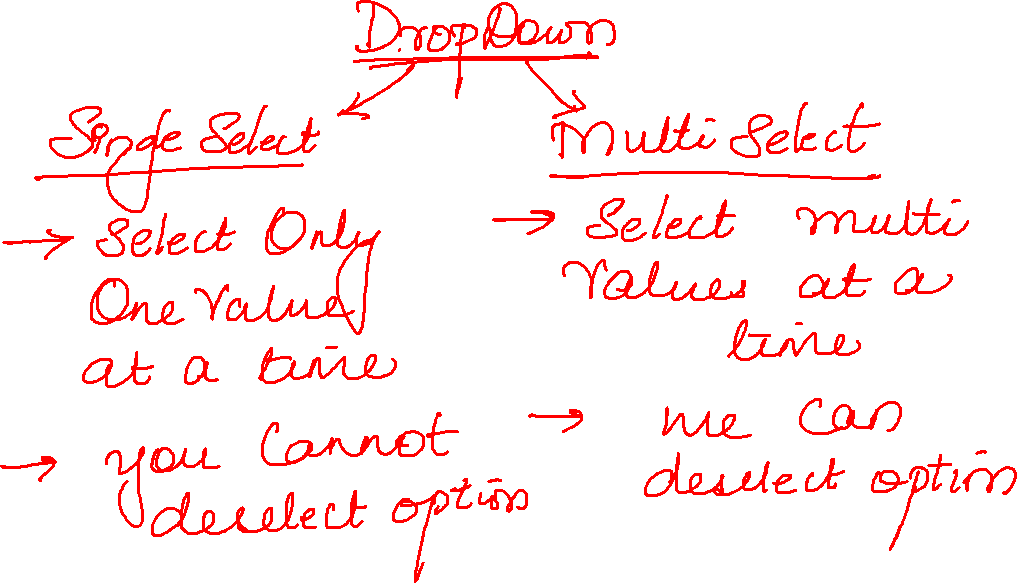 DropDown
Single Select
→ Select Only
One Value
at a time
→ you Cannot
deselect option
Multi Select
→ Select multi
Values at a
time
→ we can
deselect option